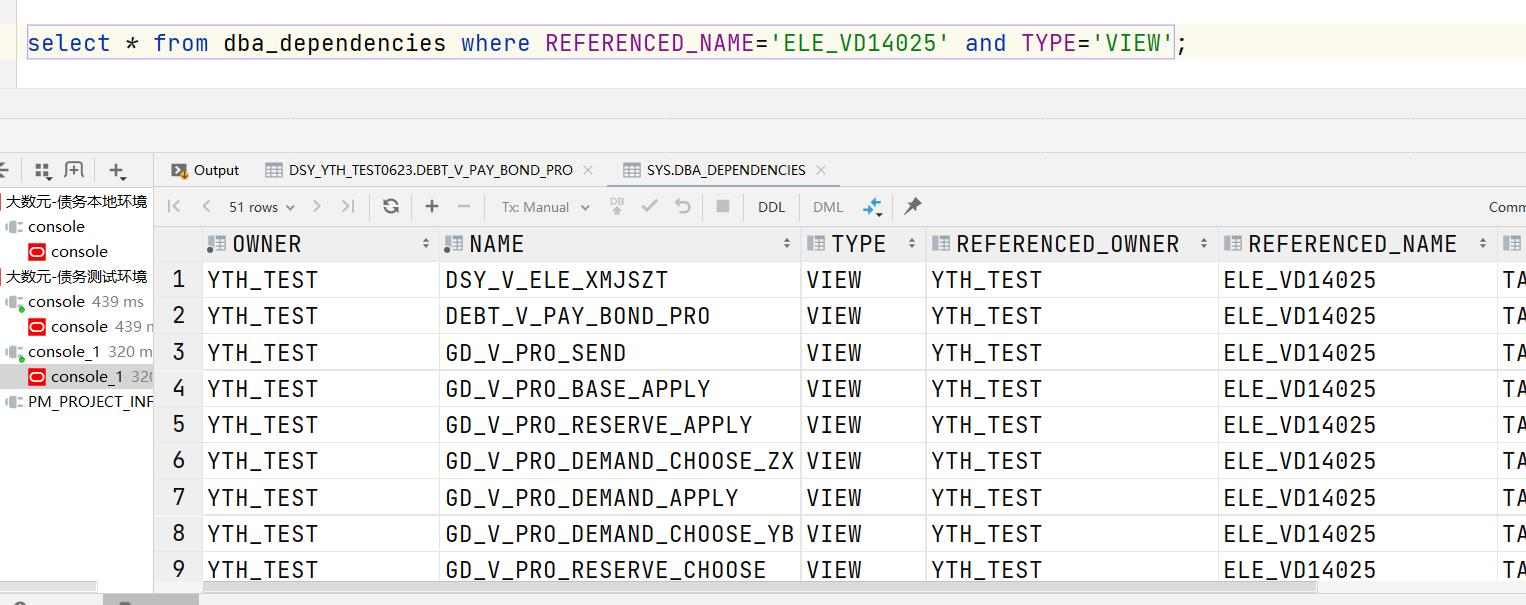 select * from dba_dependencies where REFERENCED_NAME='ELE_VD14025' and TYPE='VIEW';
Output DSY_YTH_TEST0623.DEBT_V_PAY_BOND_PRO SYS.DBA_DEPENDENCIES
51 rows Tx: Manual DB DDL DML Comm
大数元-债务本地环境
console
console
大数元-债务测试环境
console 439 ms
console 439 m
console_1 320 m
console_1 320
PM_PROJECT_INF
OWNER NAME TYPE REFERENCED_OWNER REFERENCED_NAME
1 YTH_TEST DSY_V_ELE_XMJSZT VIEW YTH_TEST ELE_VD14025 TA
2 YTH_TEST DEBT_V_PAY_BOND_PRO VIEW YTH_TEST ELE_VD14025 TA
3 YTH_TEST GD_V_PRO_SEND VIEW YTH_TEST ELE_VD14025 TA
4 YTH_TEST GD_V_PRO_BASE_APPLY VIEW YTH_TEST ELE_VD14025 TA
5 YTH_TEST GD_V_PRO_RESERVE_APPLY VIEW YTH_TEST ELE_VD14025 TA
6 YTH_TEST GD_V_PRO_DEMAND_CHOOSE_ZX VIEW YTH_TEST ELE_VD14025 TA
7 YTH_TEST GD_V_PRO_DEMAND_APPLY VIEW YTH_TEST ELE_VD14025 TA
8 YTH_TEST GD_V_PRO_DEMAND_CHOOSE_YB VIEW YTH_TEST ELE_VD14025 TA
9 YTH_TEST GD_V_PRO_RESERVE_CHOOSE VIEW YTH_TEST ELE_VD14025 TA